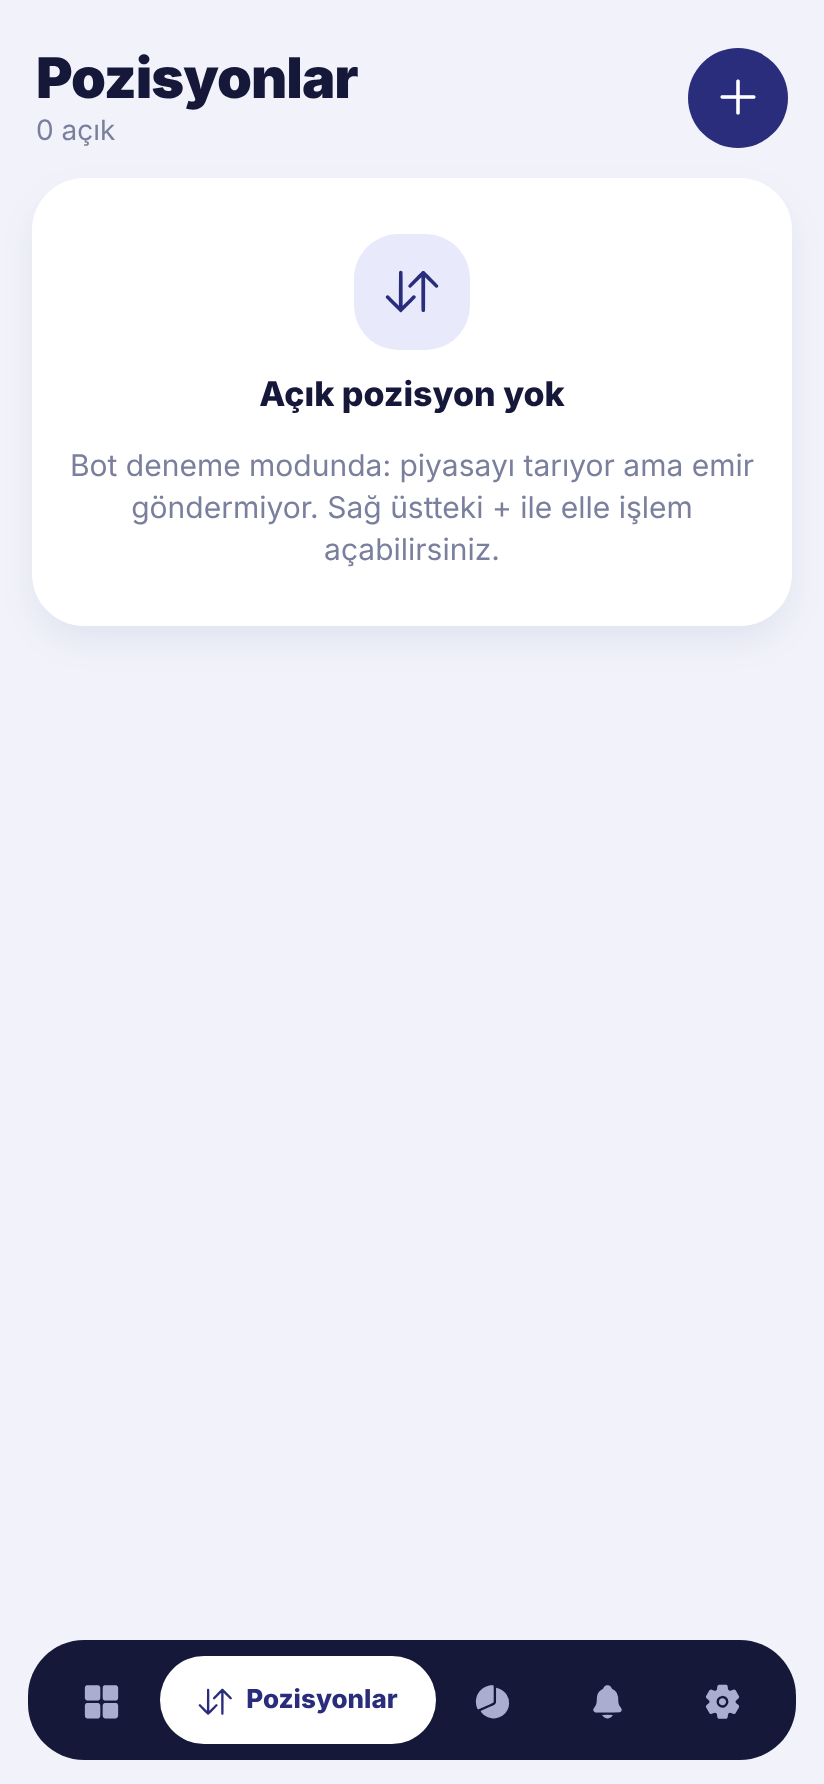 Pozisyonlar
0 açık
Açık pozisyon yok
Bot deneme modunda: piyasayı tarıyor ama emir
göndermiyor. Sağ üstteki + ile elle işlem
açabilirsiniz.
Pozisyonlar